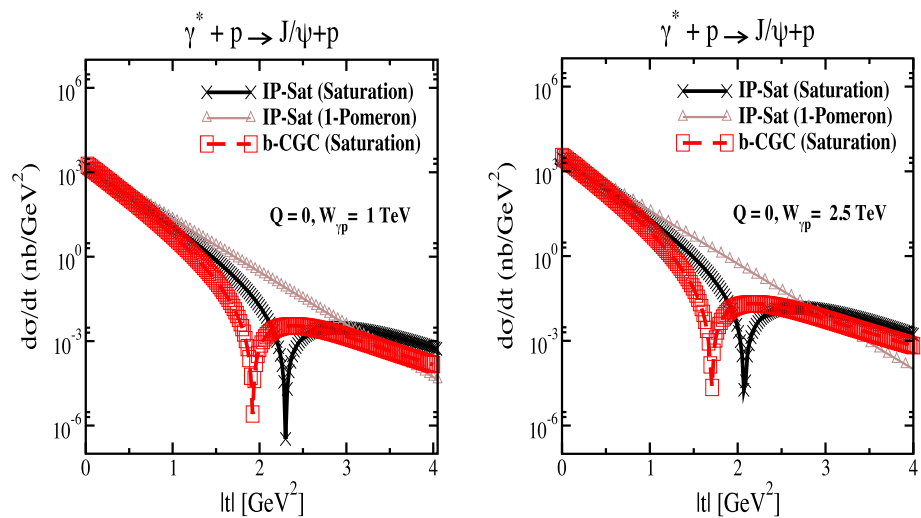 γ* + p → J/ψ+p
IP-Sat (Saturation)
IP-Sat (1-Pomeron)
b-CGC (Saturation)
Q = 0, W_γp = 1 TeV
dσ/dt (nb/GeV²)
10⁶
10³
10⁰
10⁻³
10⁻⁶
0 1 2 3 4
|t| [GeV²]
γ* + p → J/ψ+p
IP-Sat (Saturation)
IP-Sat (1-Pomeron)
b-CGC (Saturation)
Q = 0, W_γp = 2.5 TeV
dσ/dt (nb/GeV²)
10⁶
10³
10⁰
10⁻³
10⁻⁶
0 1 2 3 4
|t| [GeV²]